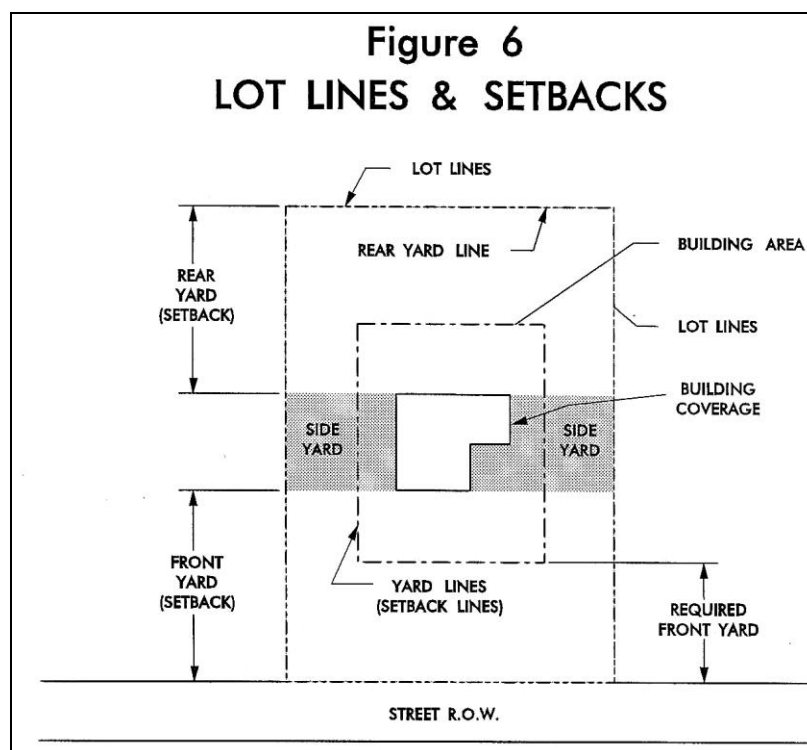 Figure 6
LOT LINES & SETBACKS
LOT LINES
REAR YARD LINE
BUILDING AREA
REAR
YARD
(SETBACK)
LOT LINES
BUILDING
COVERAGE
SIDE
YARD
SIDE
YARD
FRONT
YARD
(SETBACK)
YARD LINES
(SETBACK LINES)
REQUIRED
FRONT YARD
STREET R.O.W.